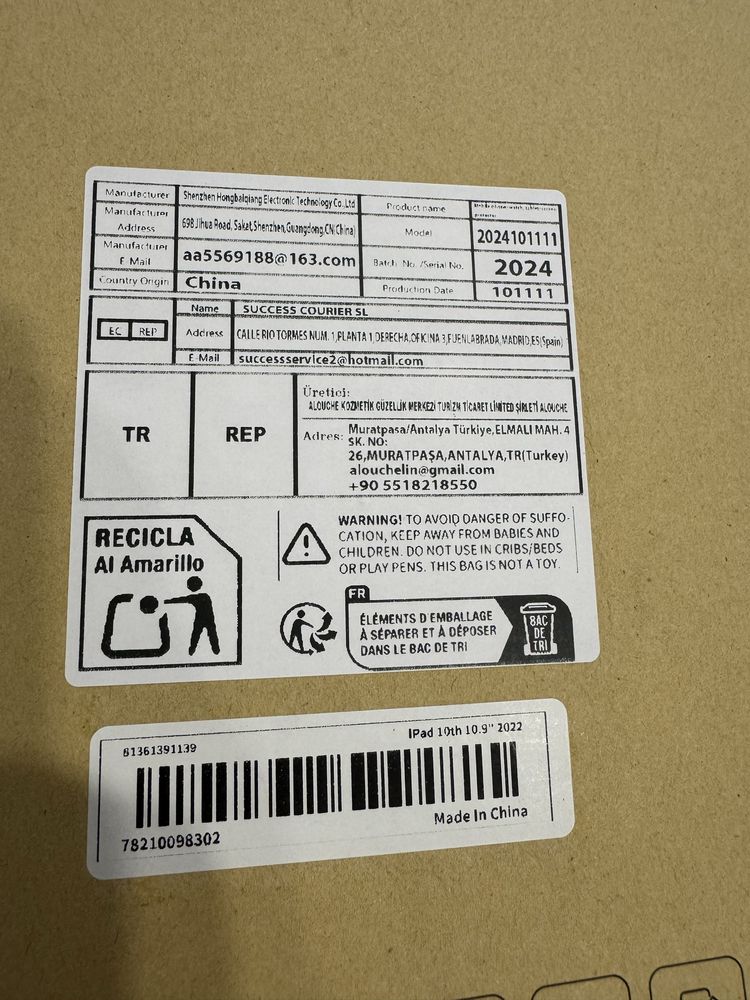 Manufacturer Shenzhen Hongbaiqiang Electronic Technology Co.,Ltd
Manufacturer Address 69B Jihua Road, Sakat,Shenzhen,Guangdong,CN(China)
Manufacturer E-Mail aa5569188@163.com
Country Origin China
Product name
Model 2024101111
Batch No. /Serial No. 2024
Production Date 101111
EC REP
Name SUCCESS COURIER SL
Address CALLE RIO TORMES NUM. 1,PLANTA 1,DERECHA,OFICINA 3,FUENLABRADA,MADRID,ES(Spain)
E-Mail successservice2@hotmail.com
TR REP
Üretici:
ALOUCHE KOZMETİK GÜZELLİK MERKEZİ TURİZM TİCARET LİMİTED ŞİRLETİ ALOUCHE
Adres: Muratpasa/Antalya Türkiye,ELMALI MAH. 4
SK. NO:
26,MURATPAŞA,ANTALYA,TR(Turkey)
alouchelin@gmail.com
+90 5518218550
RECICLA
Al Amarillo
WARNING! TO AVOID DANGER OF SUFFO-
CATION, KEEP AWAY FROM BABIES AND
CHILDREN. DO NOT USE IN CRIBS/BEDS
OR PLAY PENS. THIS BAG IS NOT A TOY.
FR
ÉLÉMENTS D'EMBALLAGE
À SÉPARER ET À DÉPOSER
DANS LE BAC DE TRI
BAC
DE
TRI
81361391139
IPad 10th 10.9" 2022
78210098302
Made In China